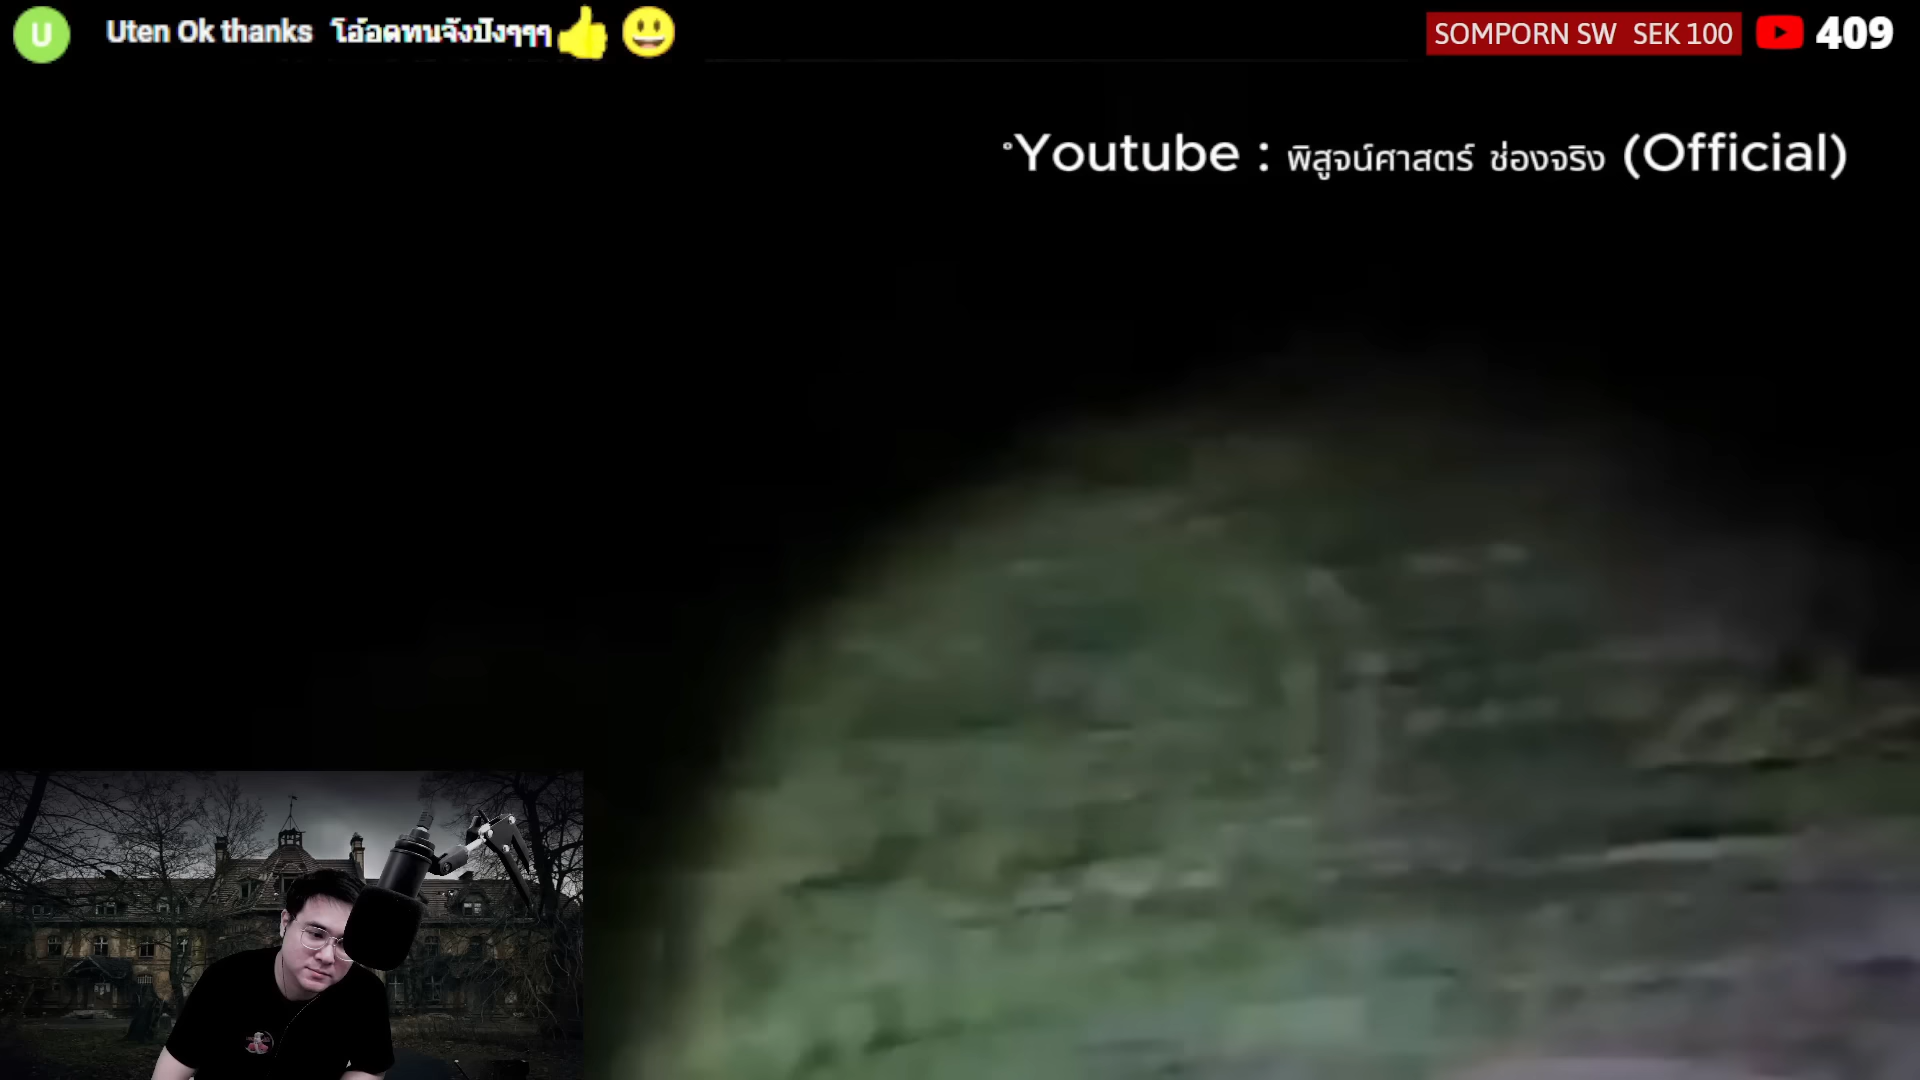 U Uten Ok thanks โอ๋อดทนจังปังๆๆๆ👍😃
SOMPORN SW SEK 100 409
°Youtube : พิสูจน์ศาสตร์ ช่องจริง (Official)